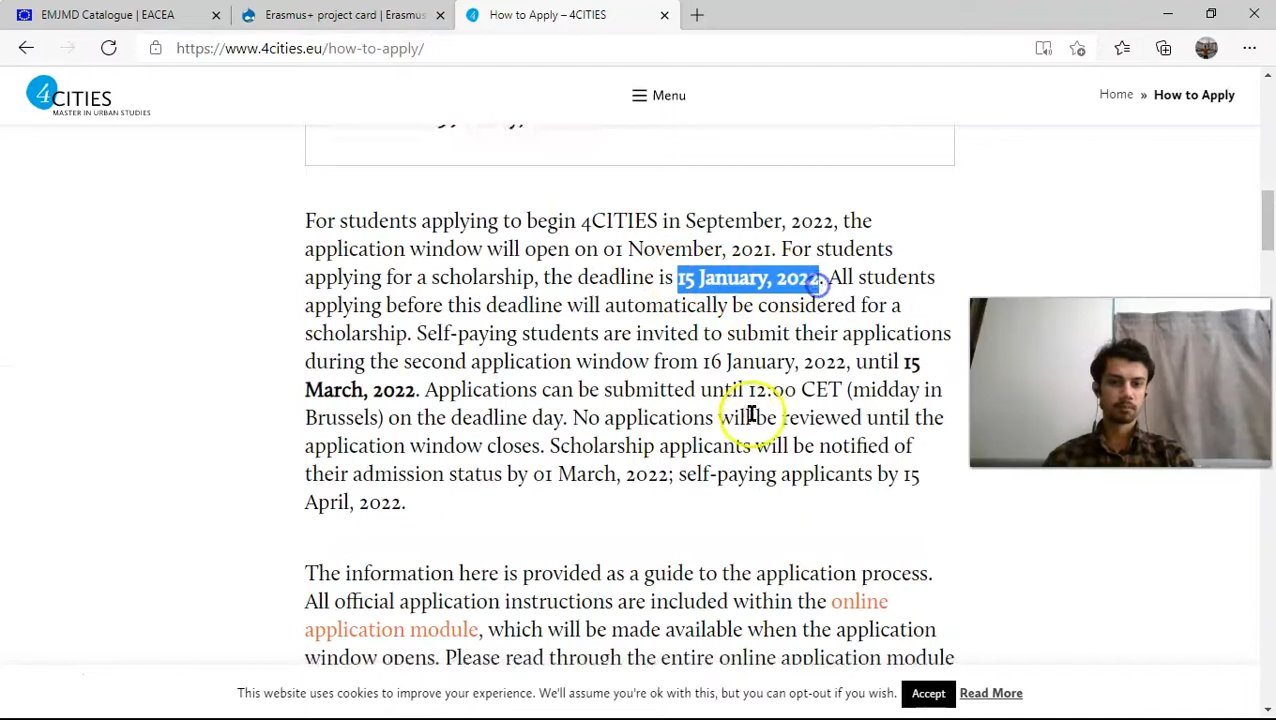 EMJMD Catalogue | EACEA
Erasmus+ project card | Erasmus
How to Apply – 4CITIES
https://www.4cities.eu/how-to-apply/
4CITIES
MASTER IN URBAN STUDIES
Menu
Home » How to Apply
For students applying to begin 4CITIES in September, 2022, the
application window will open on 01 November, 2021. For students
applying for a scholarship, the deadline is 15 January, 2022. All students
applying before this deadline will automatically be considered for a
scholarship. Self-paying students are invited to submit their applications
during the second application window from 16 January, 2022, until 15
March, 2022. Applications can be submitted until 12:00 CET (midday in
Brussels) on the deadline day. No applications will be reviewed until the
application window closes. Scholarship applicants will be notified of
their admission status by 01 March, 2022; self-paying applicants by 15
April, 2022.
The information here is provided as a guide to the application process.
All official application instructions are included within the online
application module, which will be made available when the application
window opens. Please read through the entire online application module
This website uses cookies to improve your experience. We'll assume you're ok with this, but you can opt-out if you wish. Accept Read More